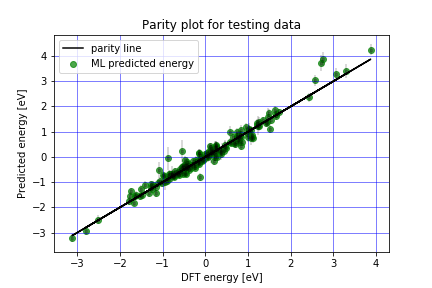 Parity plot for testing data
parity line
ML predicted energy
Predicted energy [eV]
4
3
2
1
0
−1
−2
−3
−3 −2 −1 0 1 2 3 4
DFT energy [eV]